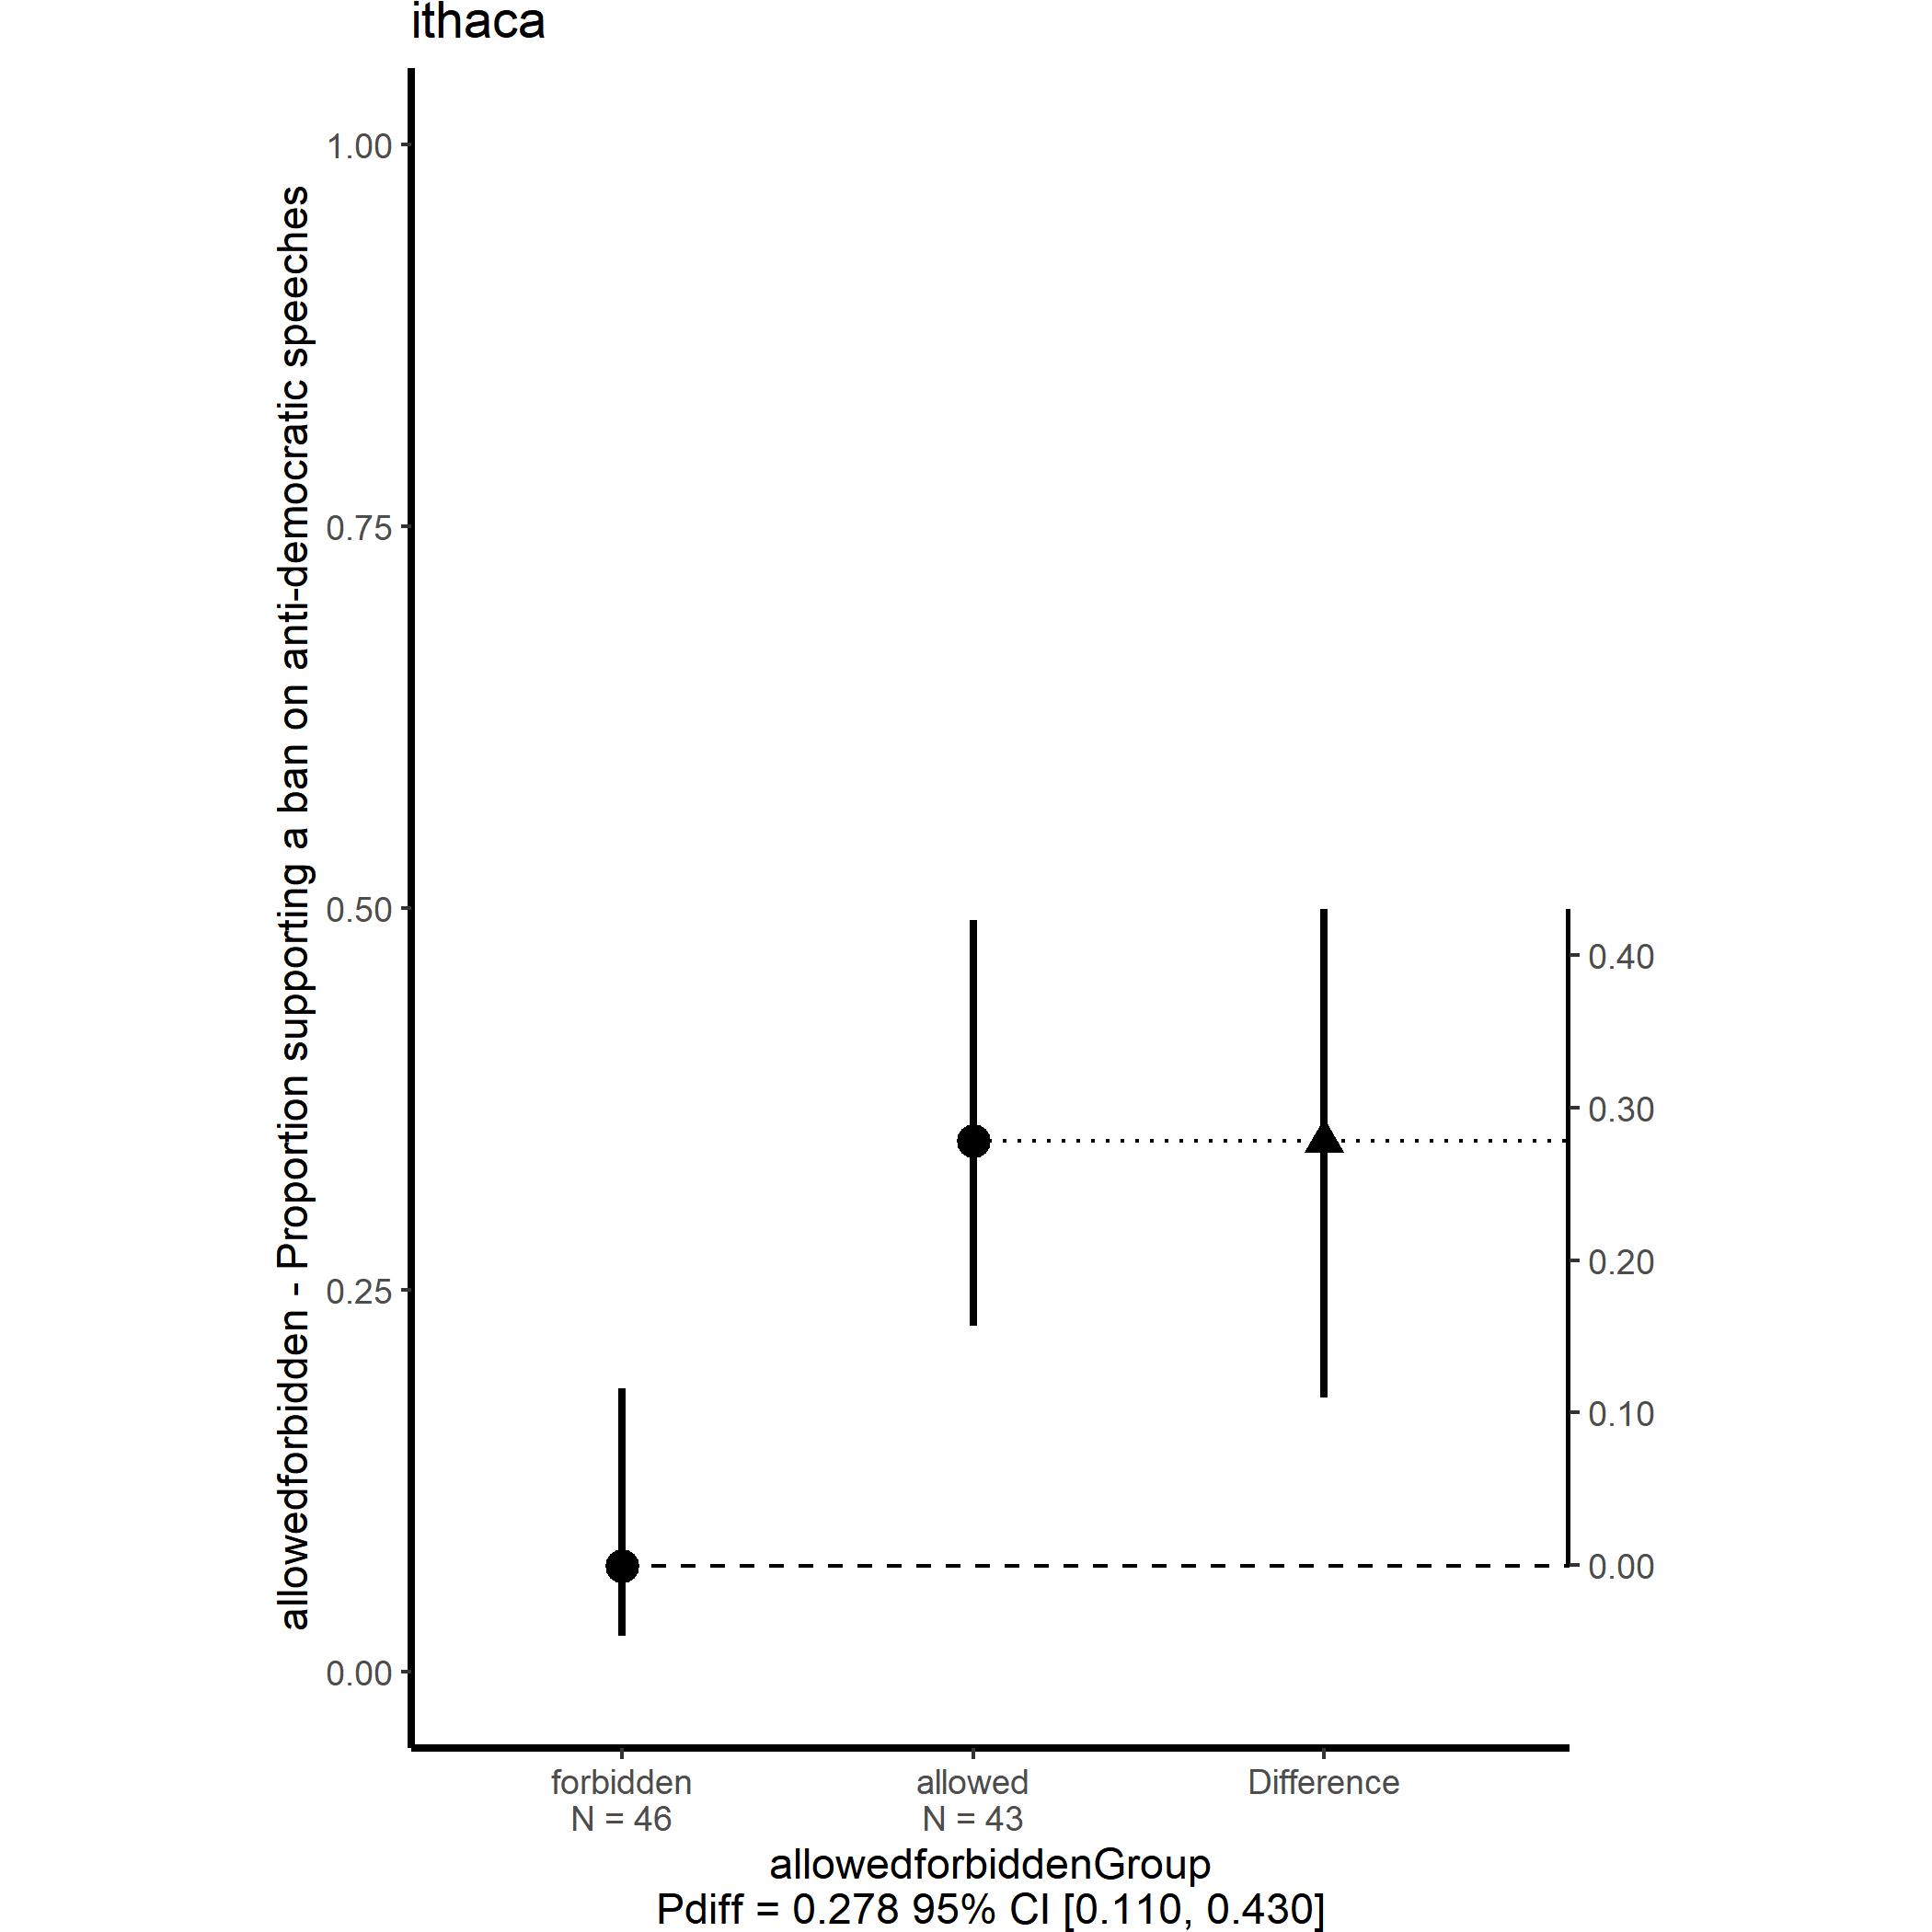 ithaca
allowedforbidden - Proportion supporting a ban on anti-democratic speeches
1.00
0.75
0.50
0.25
0.00
0.40
0.30
0.20
0.10
0.00
forbidden
N = 46
allowed
N = 43
Difference
allowedforbiddenGroup
Pdiff = 0.278 95% CI [0.110, 0.430]